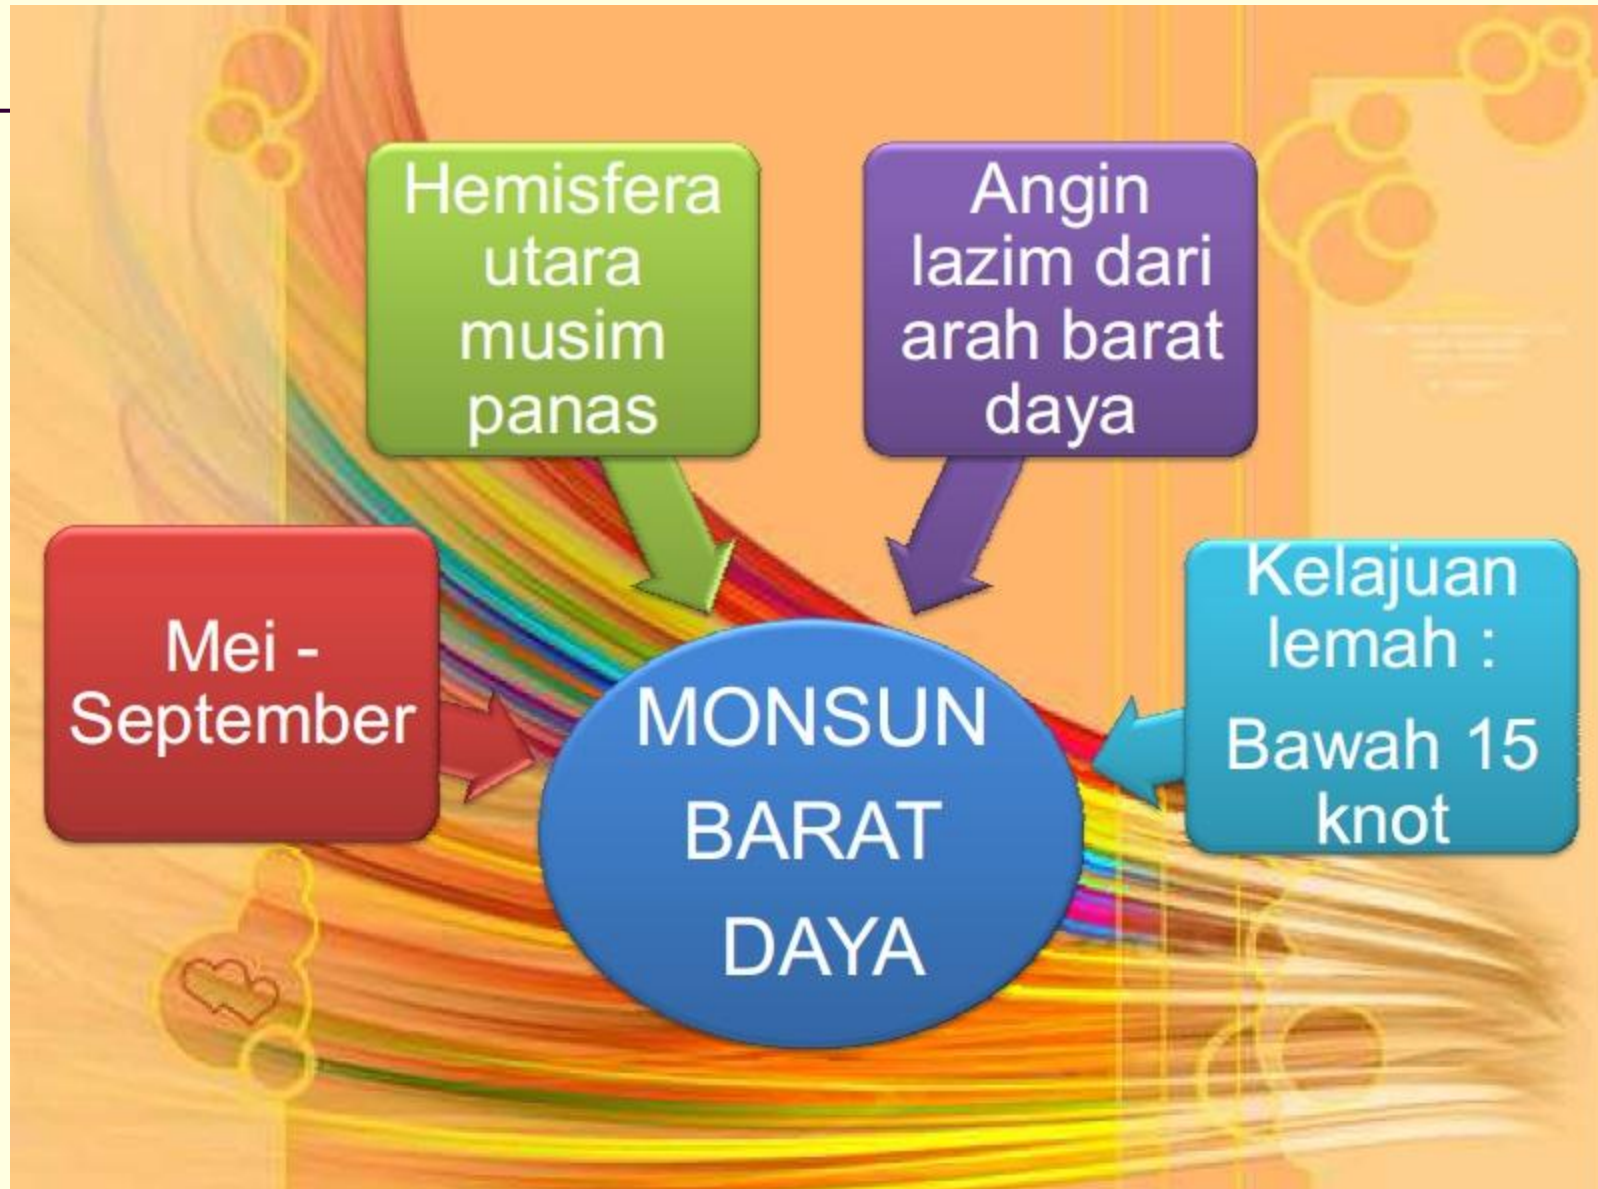 Hemisfera
utara
musim
panas
Angin
lazim dari
arah barat
daya
Mei -
September
Kelajuan
lemah :
Bawah 15
knot
MONSUN
BARAT
DAYA